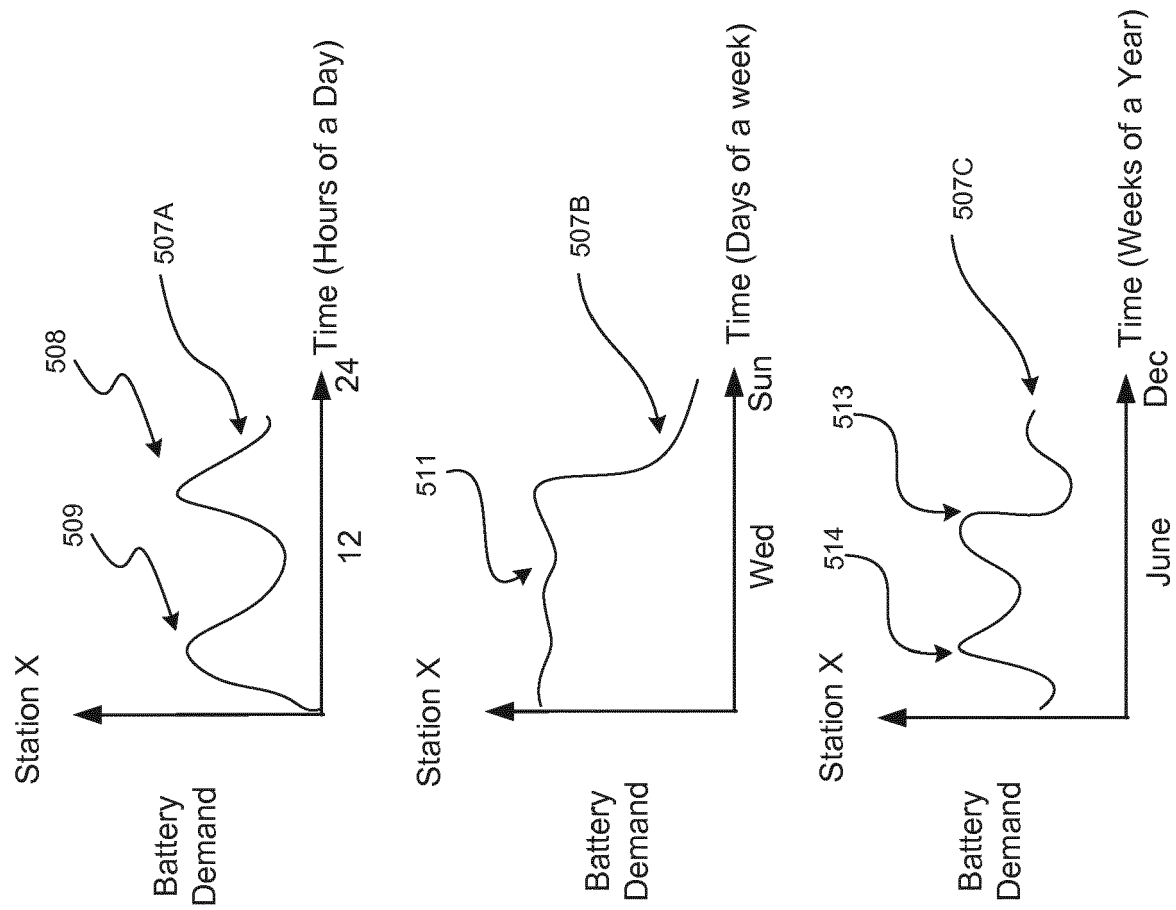 Station X
Battery
Demand
509
508
507A
12
24
Time (Hours of a Day)
Station X
Battery
Demand
511
507B
Wed
Sun
Time (Days of a week)
Station X
Battery
Demand
514
513
507C
June
Dec
Time (Weeks of a Year)